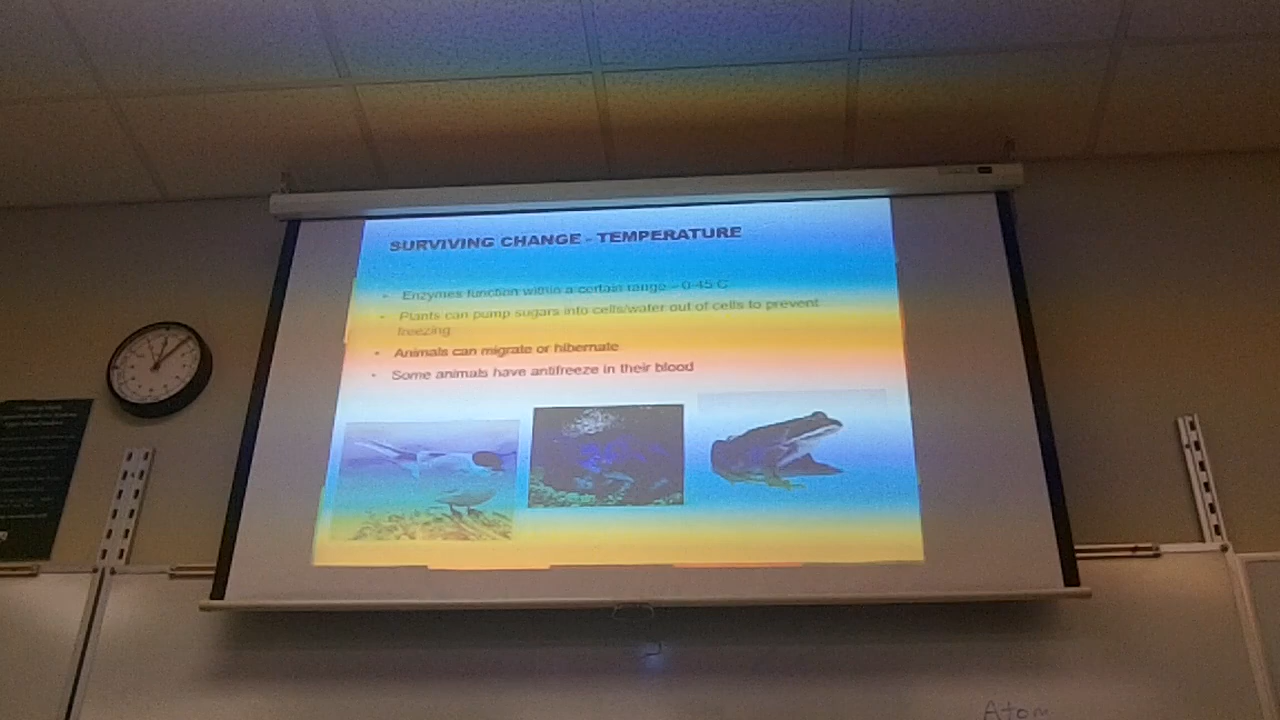 SURVIVING CHANGE - TEMPERATURE
• Enzymes function within a certain range - 0-45 C
• Plants can pump sugars into cells/water out of cells to prevent
freezing
• Animals can migrate or hibernate
• Some animals have antifreeze in their blood
Atom